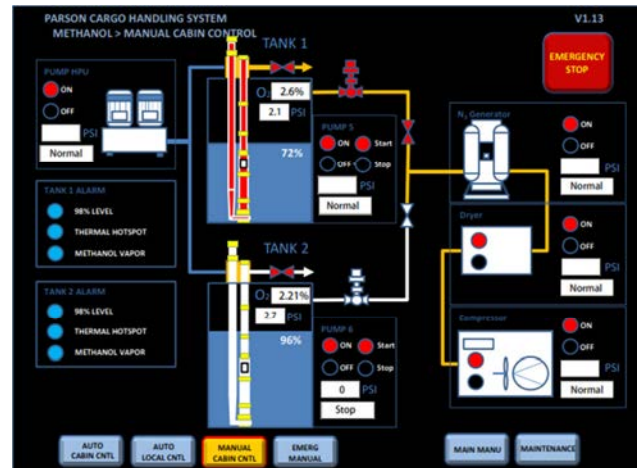 PARSON CARGO HANDLING SYSTEM
V1.13
METHANOL > MANUAL CABIN CONTROL
TANK 1
EMERGENCY
STOP
PUMP HPU
ON
OFF
PSI
Normal
O₂ 2.6%
2.1 PSI
72%
PUMP 5
ON Start
OFF Stop
PSI
Normal
N₂ Generator
ON
OFF
PSI
Normal
TANK 1 ALARM
98% LEVEL
THERMAL HOTSPOT
METHANOL VAPOR
Dryer
ON
OFF
PSI
Normal
TANK 2
TANK 2 ALARM
98% LEVEL
THERMAL HOTSPOT
METHANOL VAPOR
O₂ 2.21%
2.7 PSI
96%
PUMP 6
ON Start
OFF Stop
0 PSI
Stop
Compressor
ON
OFF
PSI
Normal
AUTO
CABIN CNTL
AUTO
LOCAL CNTL
MANUAL
CABIN CNTL
EMERG
MANUAL
MAIN MANU
MAINTENANCE